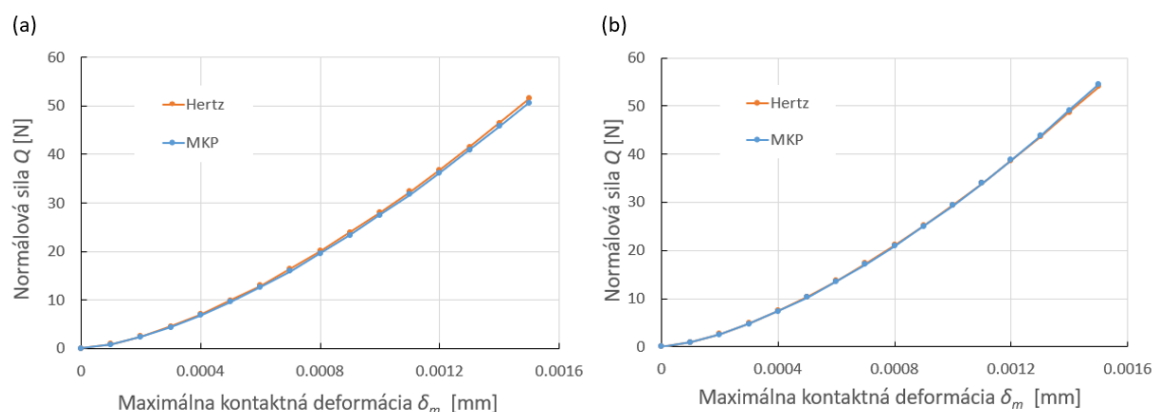 (a)
60
50
40
30
20
10
0
Normálová sila Q [N]
Hertz
MKP
0 0.0004 0.0008 0.0012 0.0016
Maximálna kontaktná deformácia δm [mm]
(b)
60
50
40
30
20
10
0
Normálová sila Q [N]
Hertz
MKP
0 0.0004 0.0008 0.0012 0.0016
Maximálna kontaktná deformácia δm [mm]